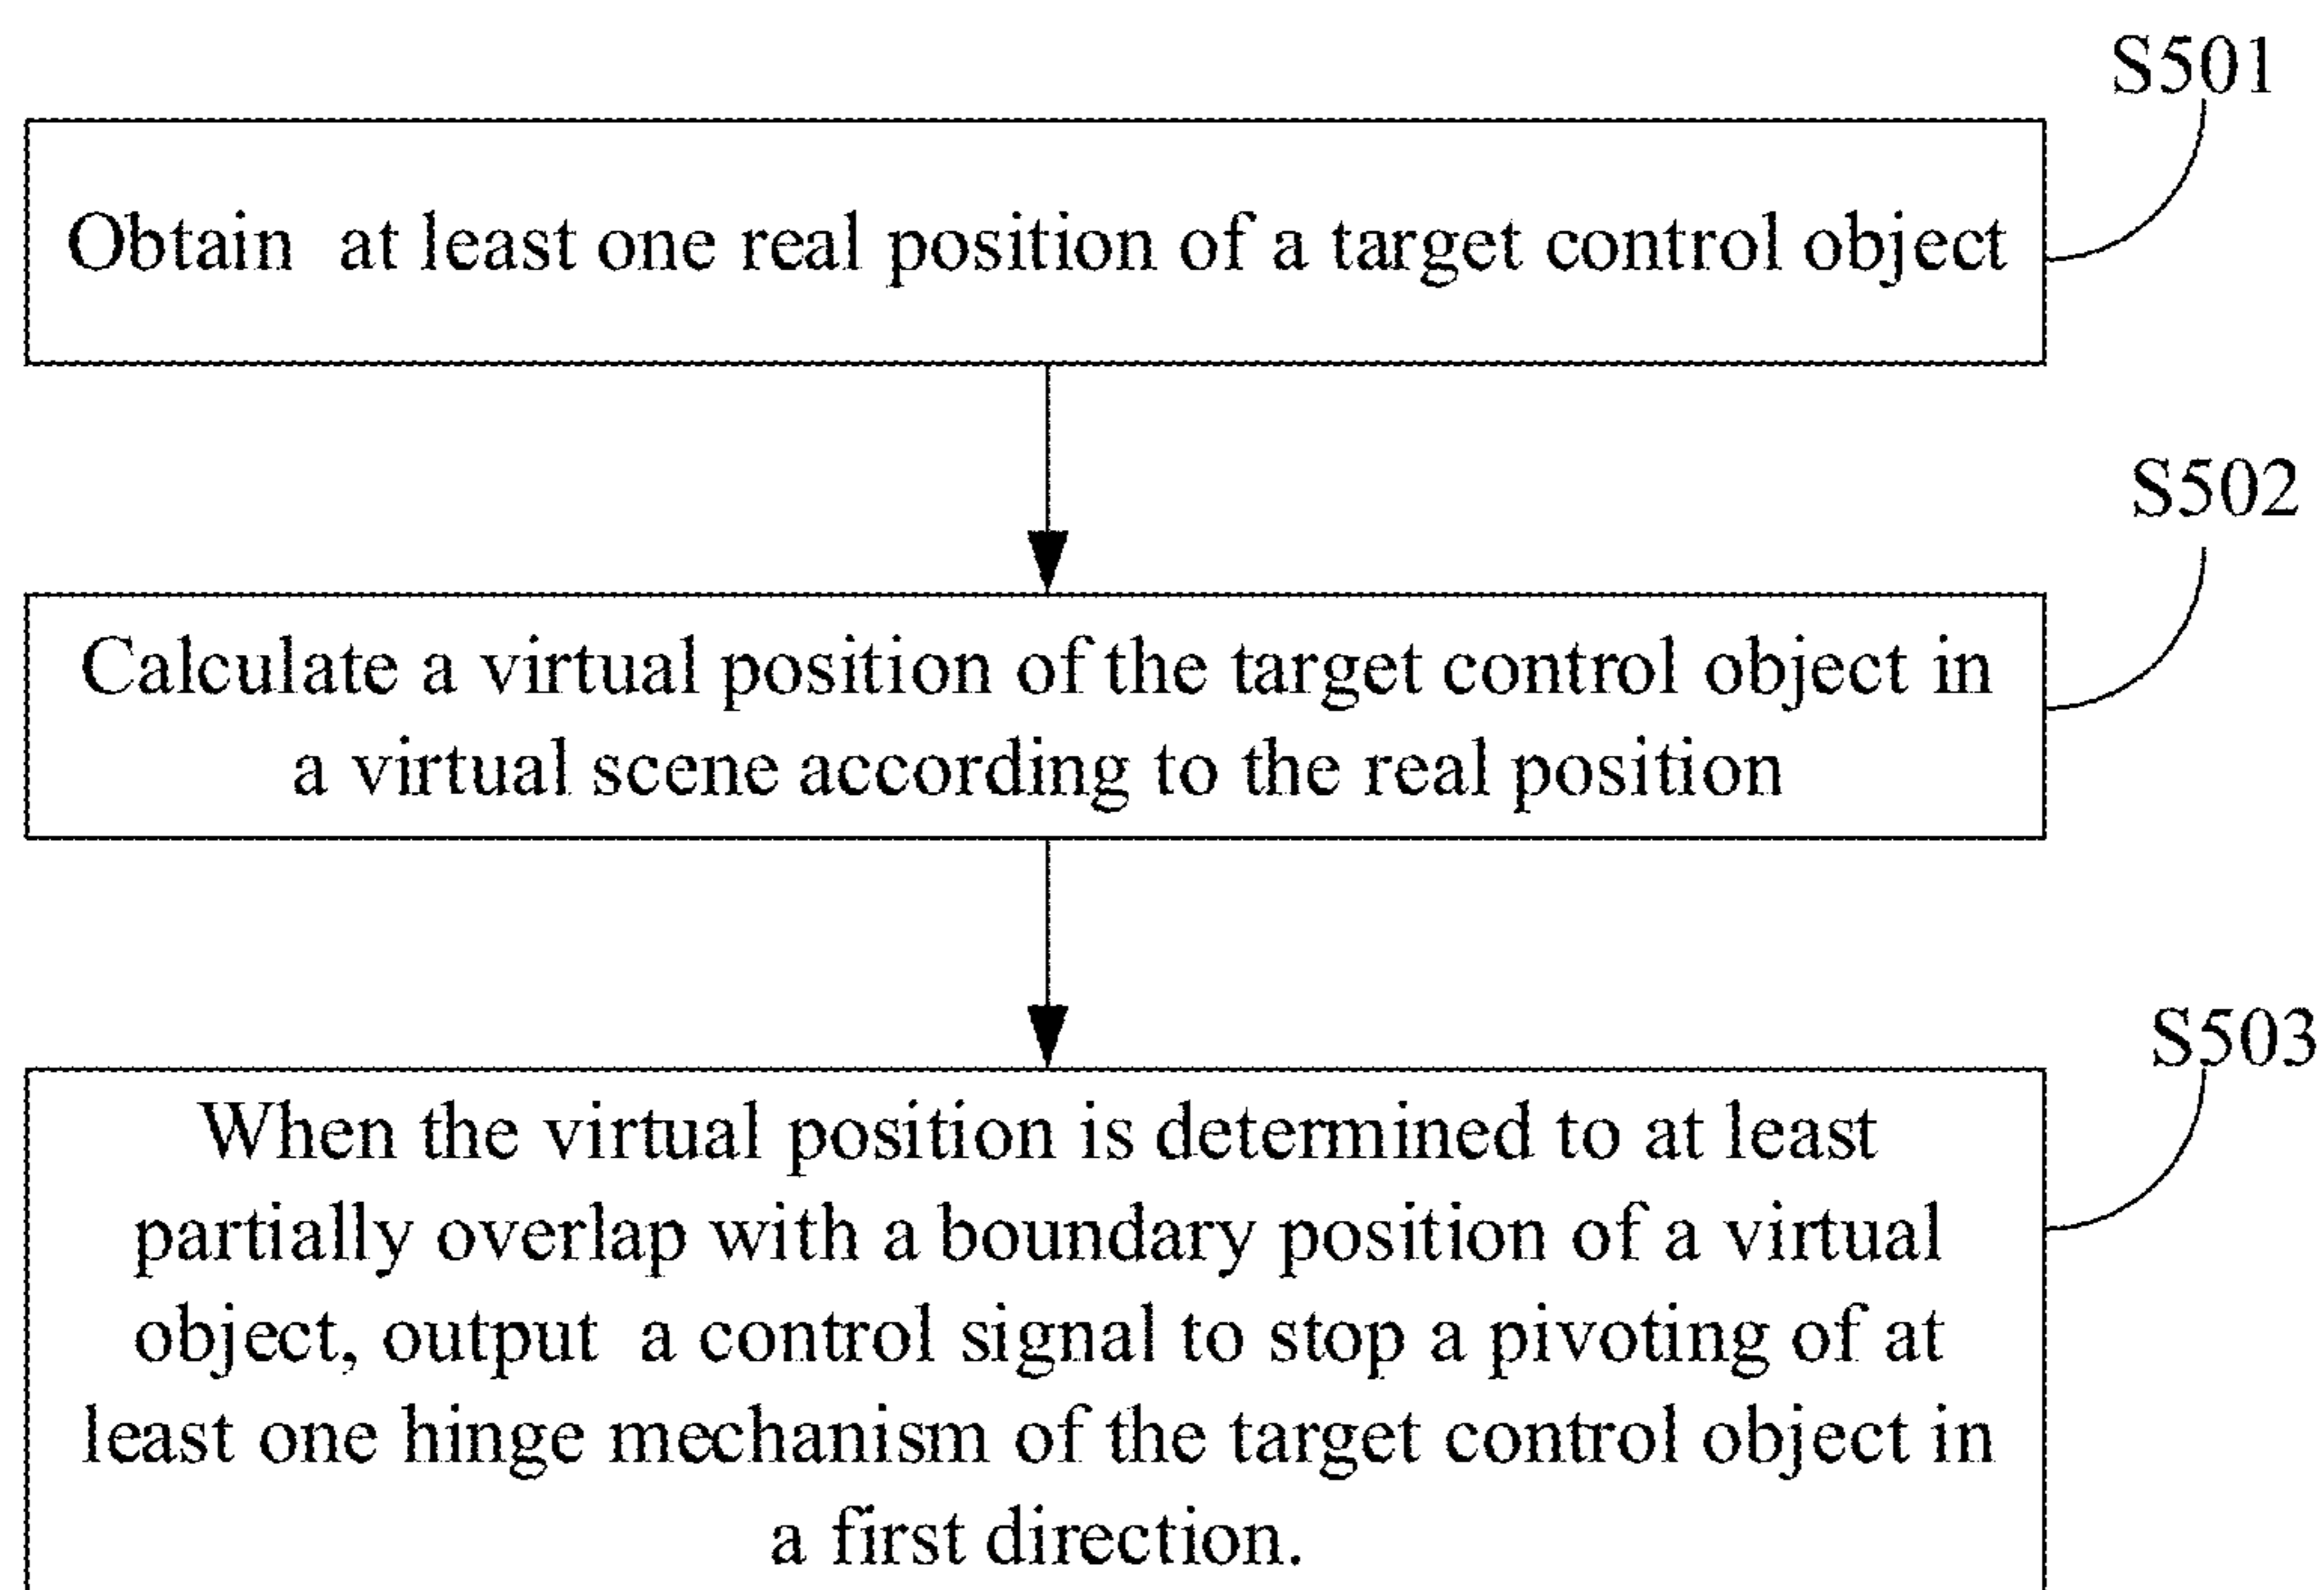 S501
Obtain at least one real position of a target control object
S502
Calculate a virtual position of the target control object in
a virtual scene according to the real position
S503
When the virtual position is determined to at least
partially overlap with a boundary position of a virtual
object, output a control signal to stop a pivoting of at
least one hinge mechanism of the target control object in
a first direction.